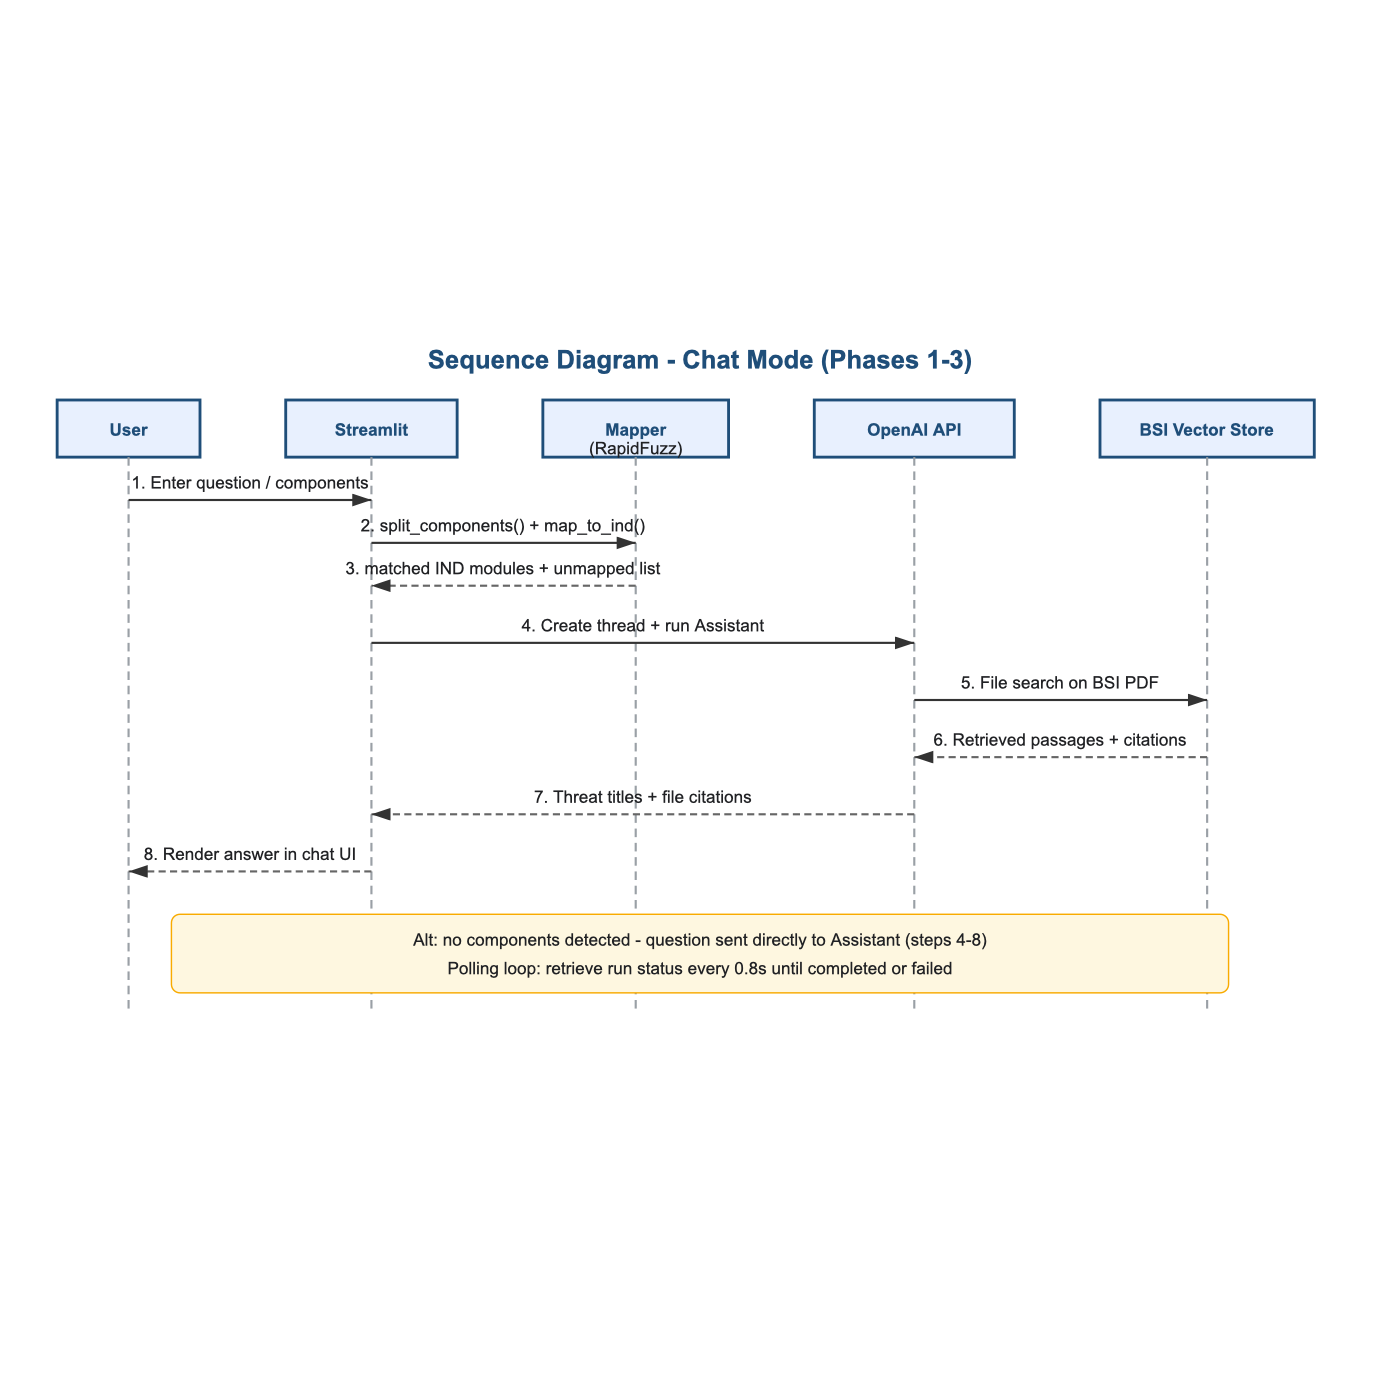 Sequence Diagram - Chat Mode (Phases 1-3)
User
Streamlit
Mapper
(RapidFuzz)
OpenAI API
BSI Vector Store
1. Enter question / components
2. split_components() + map_to_ind()
3. matched IND modules + unmapped list
4. Create thread + run Assistant
5. File search on BSI PDF
6. Retrieved passages + citations
7. Threat titles + file citations
8. Render answer in chat UI
Alt: no components detected - question sent directly to Assistant (steps 4-8)
Polling loop: retrieve run status every 0.8s until completed or failed